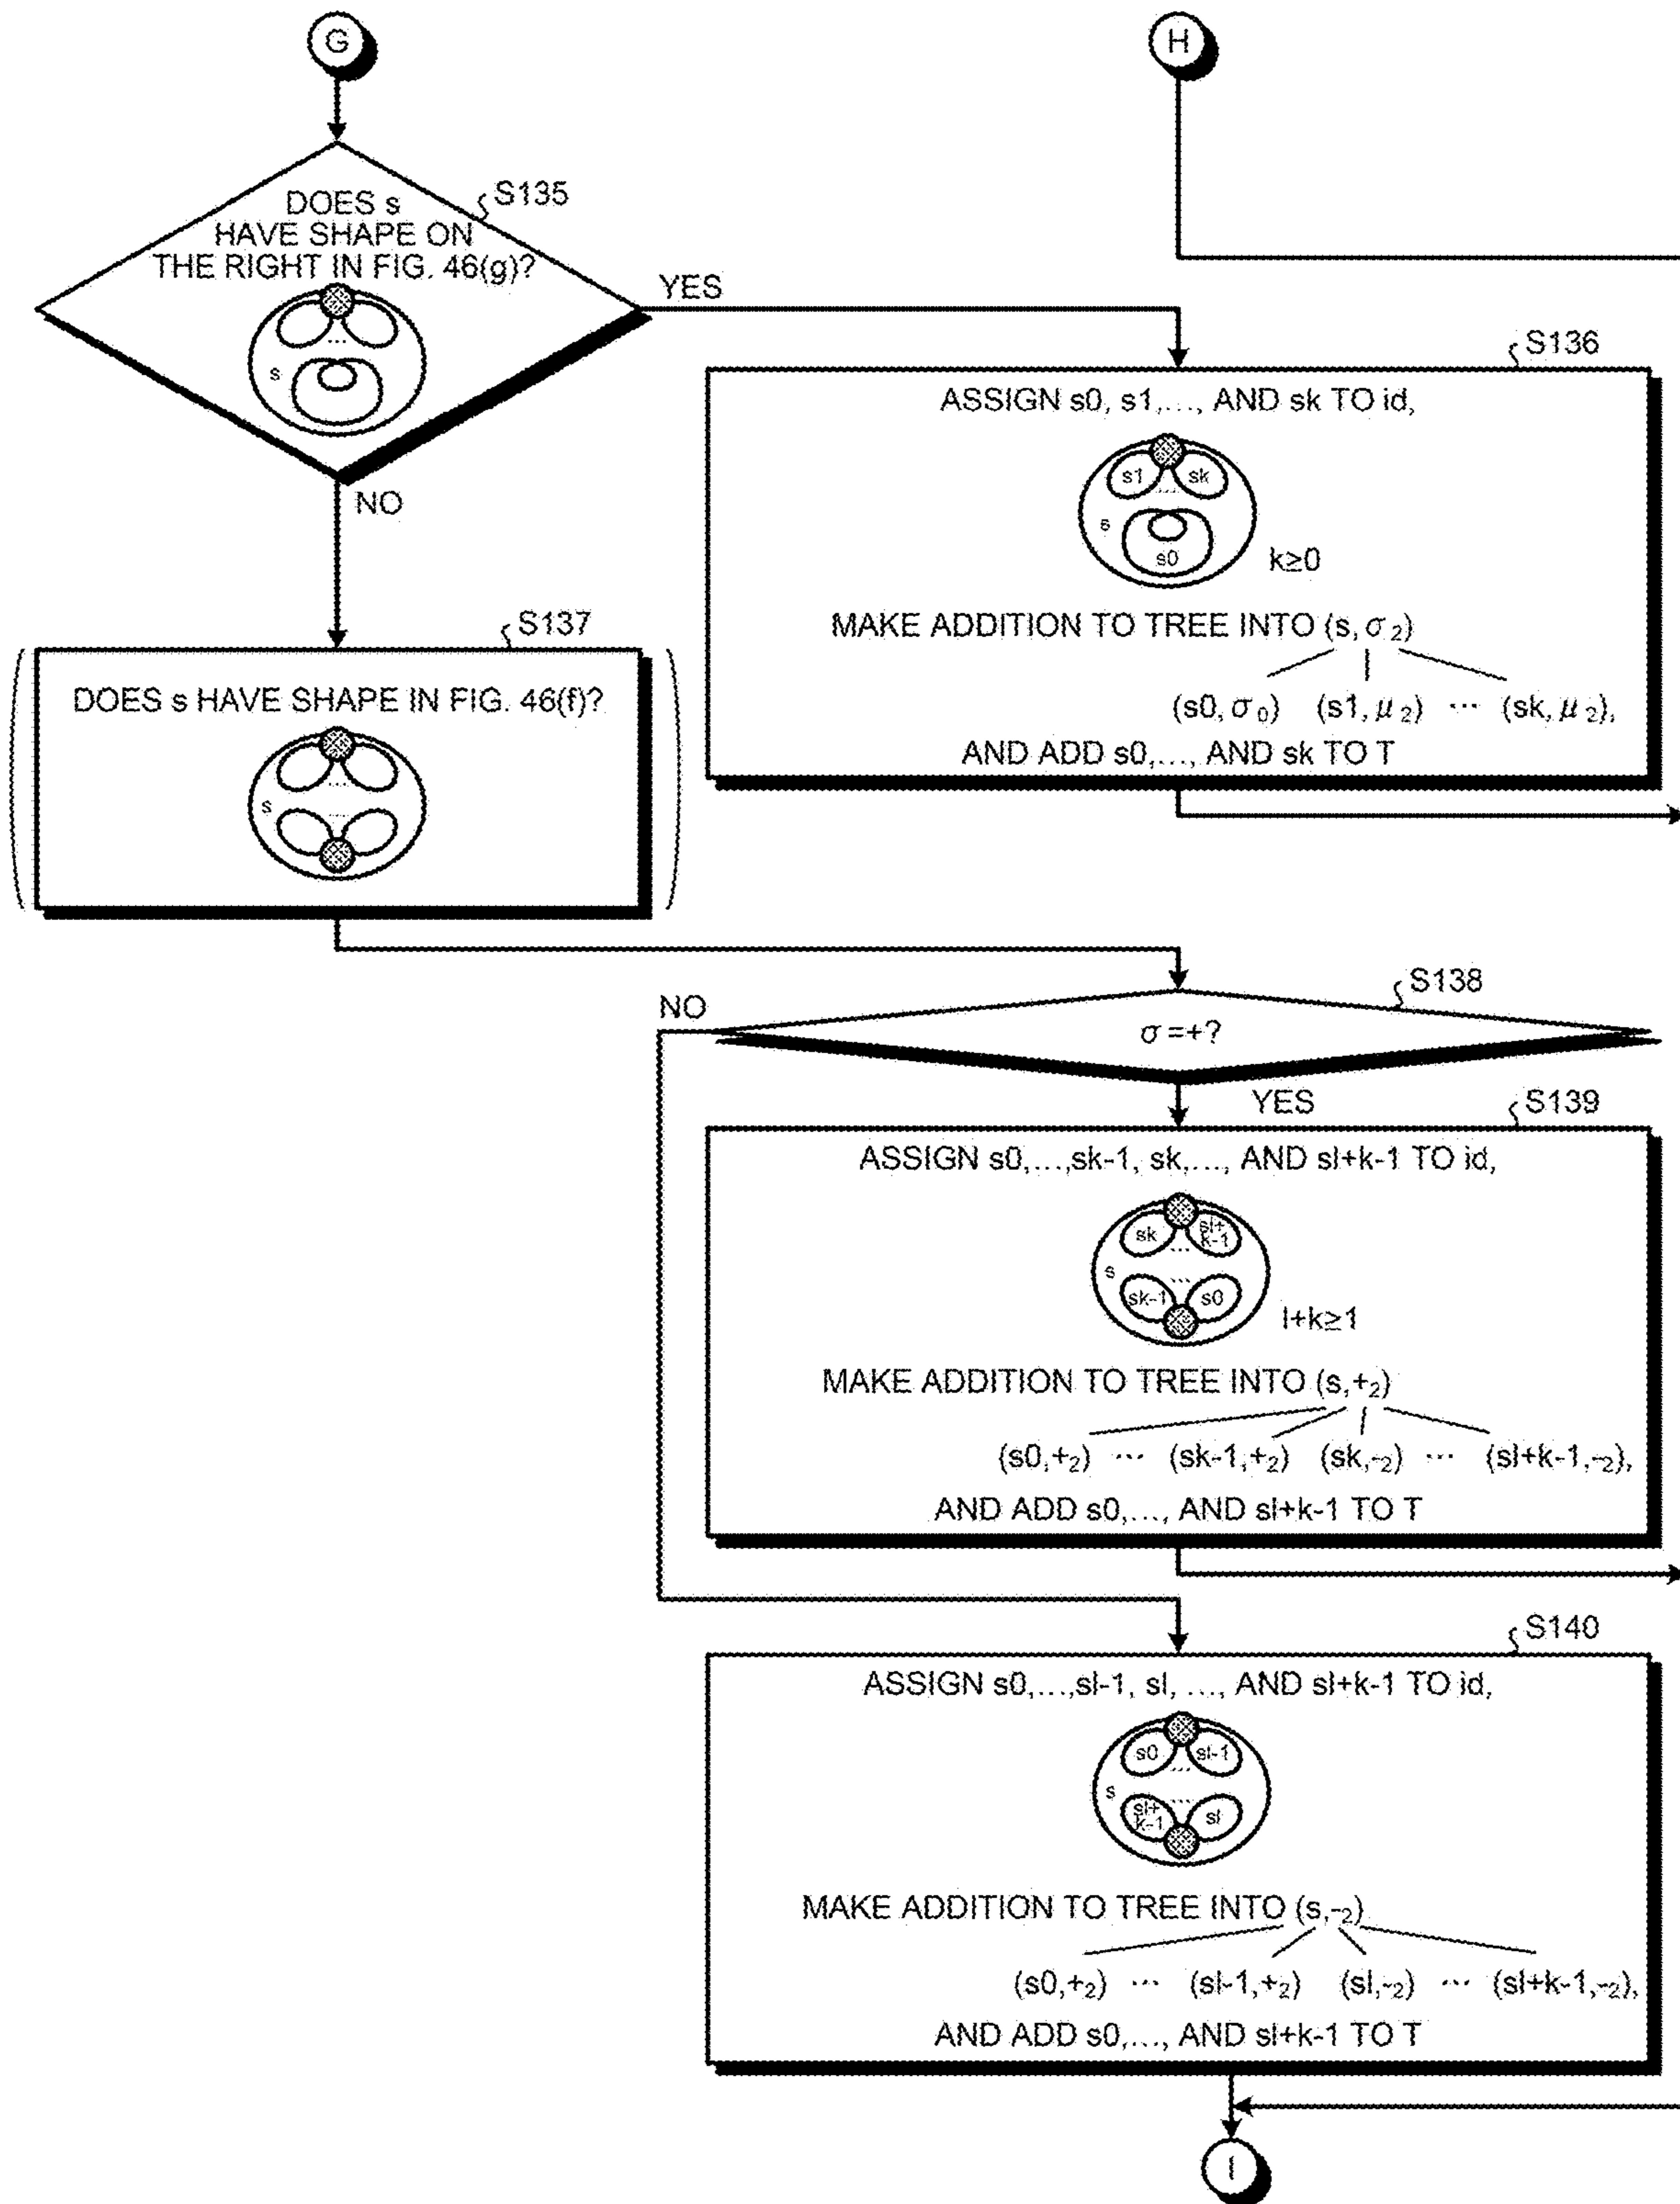 G
H
S135
DOES s
HAVE SHAPE ON
THE RIGHT IN FIG. 46(g)?
...
s
YES
NO
S136
ASSIGN s0, s1,..., AND sk TO id,
s1
sk
...
s
s0
k≥0
MAKE ADDITION TO TREE INTO (s,σ₂)
(s0,σ₀) (s1,μ₂) ... (sk,μ₂),
AND ADD s0,..., AND sk TO T
S137
DOES s HAVE SHAPE IN FIG. 46(f)?
...
s
...
S138
NO
σ=+?
YES
S139
ASSIGN s0,...,sk-1, sk,..., AND sl+k-1 TO id,
sk
sl+
k-1
...
s
...
sk-1
s0
l+k≥1
MAKE ADDITION TO TREE INTO (s,+₂)
(s0,+₂) ... (sk-1,+₂) (sk,-₂) ... (sl+k-1,-₂),
AND ADD s0,..., AND sl+k-1 TO T
S140
ASSIGN s0,...,sl-1, sl, ..., AND sl+k-1 TO id,
s0
sl-1
...
s
...
sl+
k-1
sl
MAKE ADDITION TO TREE INTO (s,-₂)
(s0,+₂) ... (sl-1,+₂) (sl,-₂) ... (sl+k-1,-₂),
AND ADD s0,..., AND sl+k-1 TO T
I